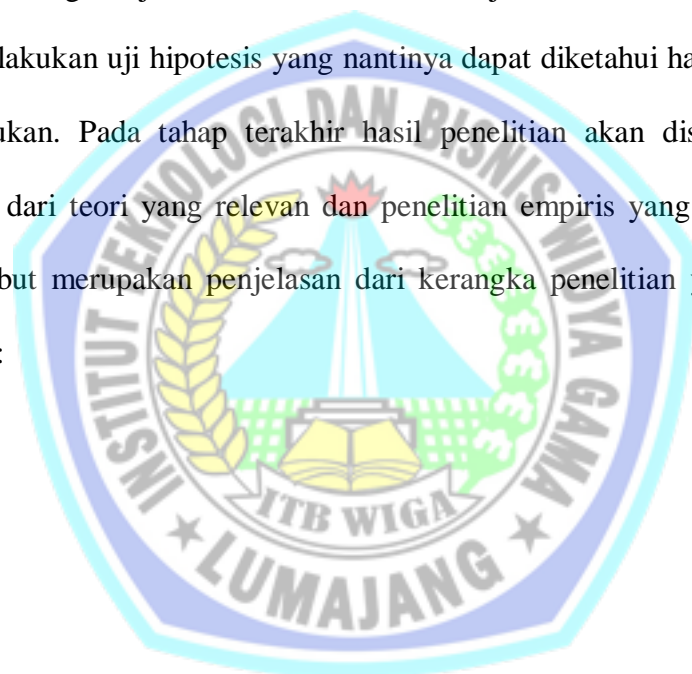 lakukan uji hipotesis yang nantinya dapat diketahui ha
ukan. Pada tahap terakhir hasil penelitian akan dis
dari teori yang relevan dan penelitian empiris yang
but merupakan penjelasan dari kerangka penelitian
:
INSTITUT TEKNOLOGI DAN BISNIS WIDYA GAMA
ITB WIGA
LUMAJANG